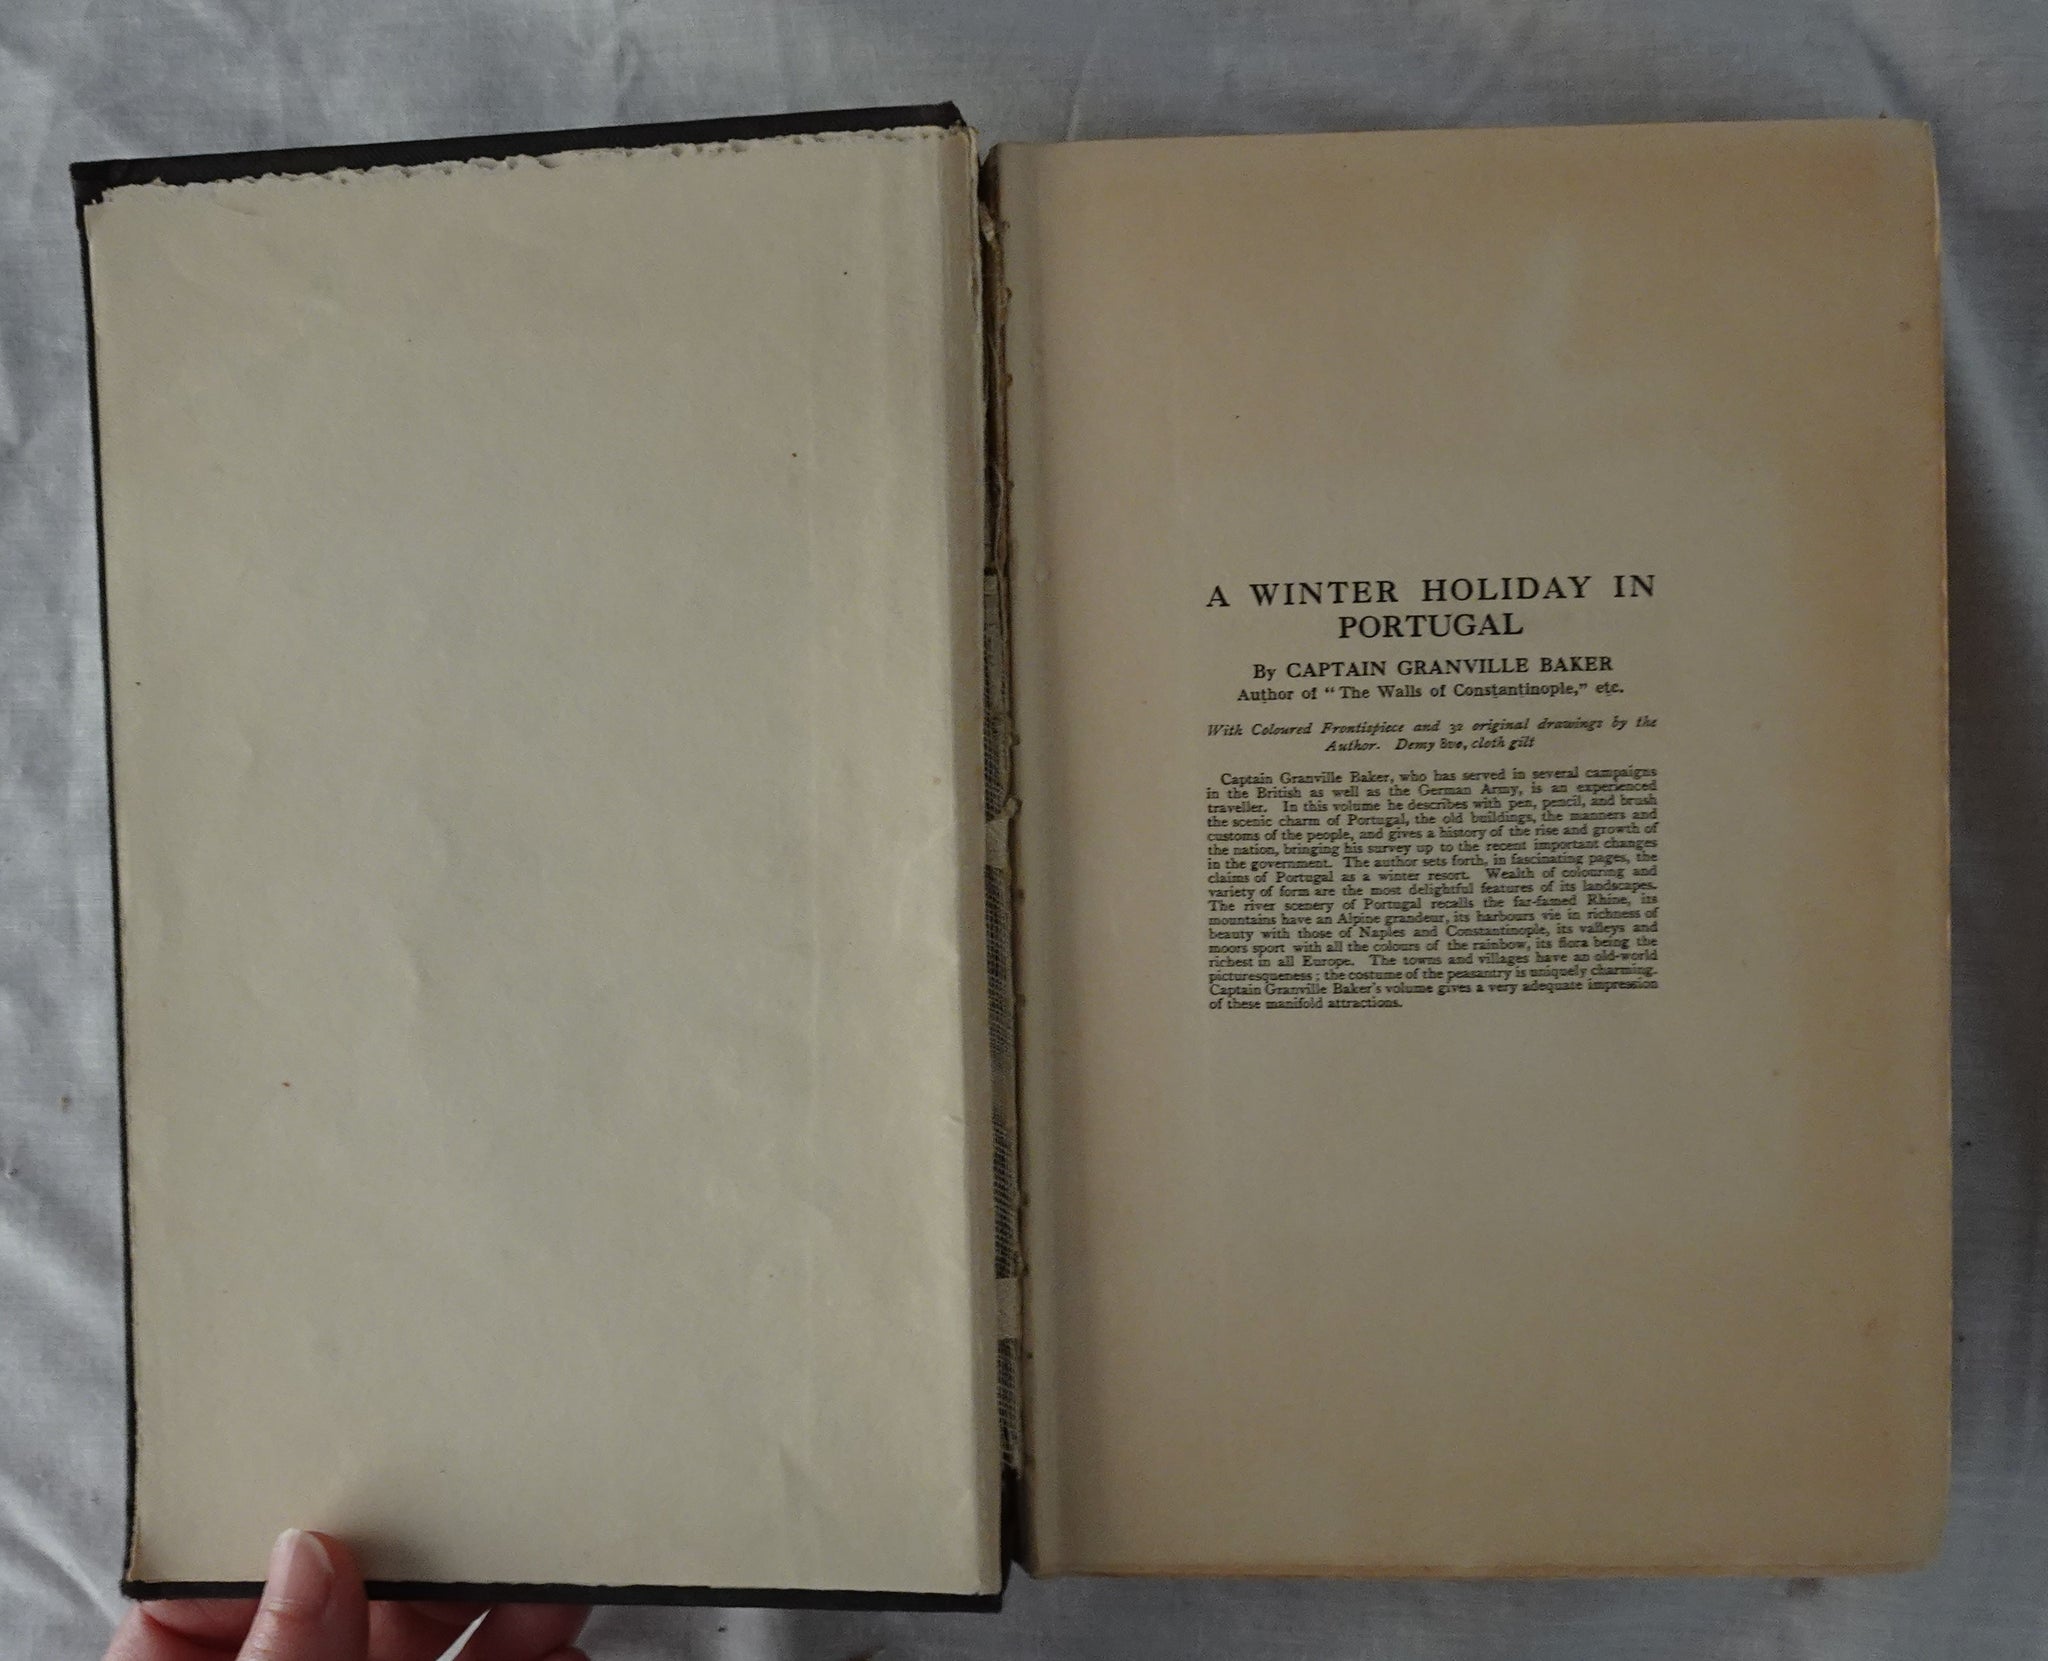 A WINTER HOLIDAY IN
PORTUGAL
By CAPTAIN GRANVILLE BAKER
Author of "The Walls of Constantinople," etc.
With Coloured Frontispiece and 32 original drawings by the
Author. Demy 8vo, cloth gilt
Captain Granville Baker, who has served in several campaigns
in the British as well as the German Army, is an experienced
traveller. In this volume he describes with pen, pencil, and brush
the scenic charm of Portugal, the old buildings, the manners and
customs of the people, and gives a history of the rise and growth of
the nation, bringing his survey up to the recent important changes
in the government. The author sets forth, in fascinating pages, the
claims of Portugal as a winter resort. Wealth of colouring and
variety of form are the most delightful features of its landscapes.
The river scenery of Portugal recalls the far-famed Rhine, its
mountains have an Alpine grandeur, its harbours vie in richness of
beauty with those of Naples and Constantinople, its valleys and
moors sport with all the colours of the rainbow, its flora being the
richest in all Europe. The towns and villages have an old-world
picturesqueness; the costume of the peasantry is uniquely charming.
Captain Granville Baker's volume gives a very adequate impression
of these manifold attractions.